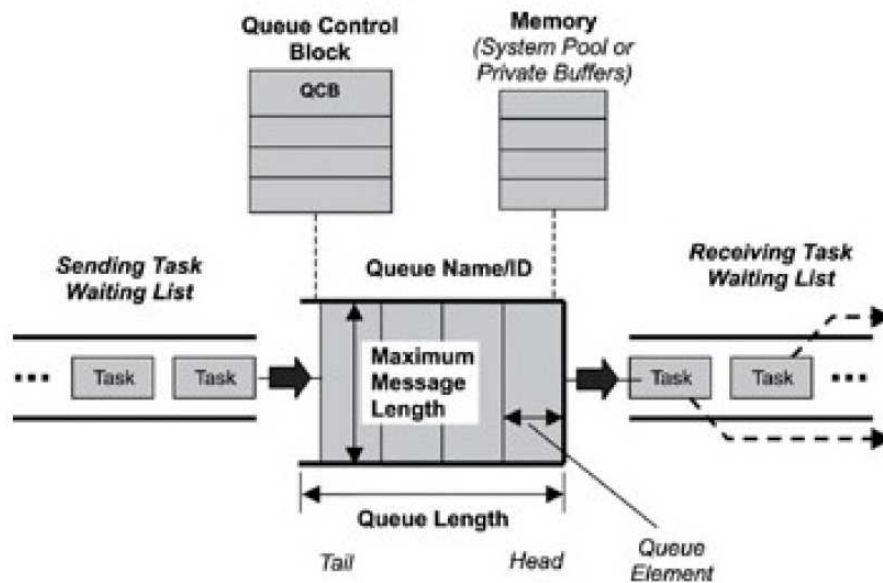 Queue Control
Block
QCB
Memory
(System Pool or
Private Buffers)
Sending Task
Waiting List
Queue Name/ID
Receiving Task
Waiting List
... Task Task
Maximum
Message
Length
Task Task ...
Queue Length
Tail
Head
Queue
Element